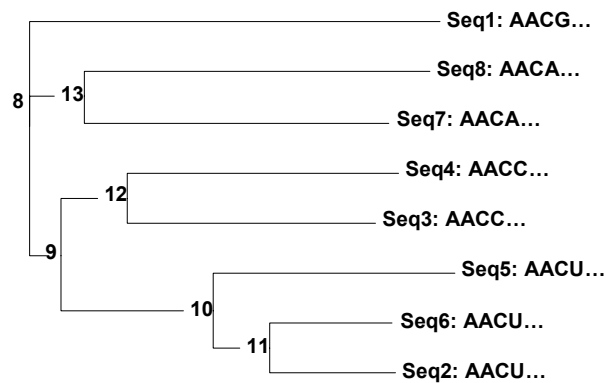 Seq1: AACG…
Seq8: AACA…
8
13
Seq7: AACA…
Seq4: AACC…
12
Seq3: AACC…
9
Seq5: AACU…
10
Seq6: AACU…
11
Seq2: AACU…